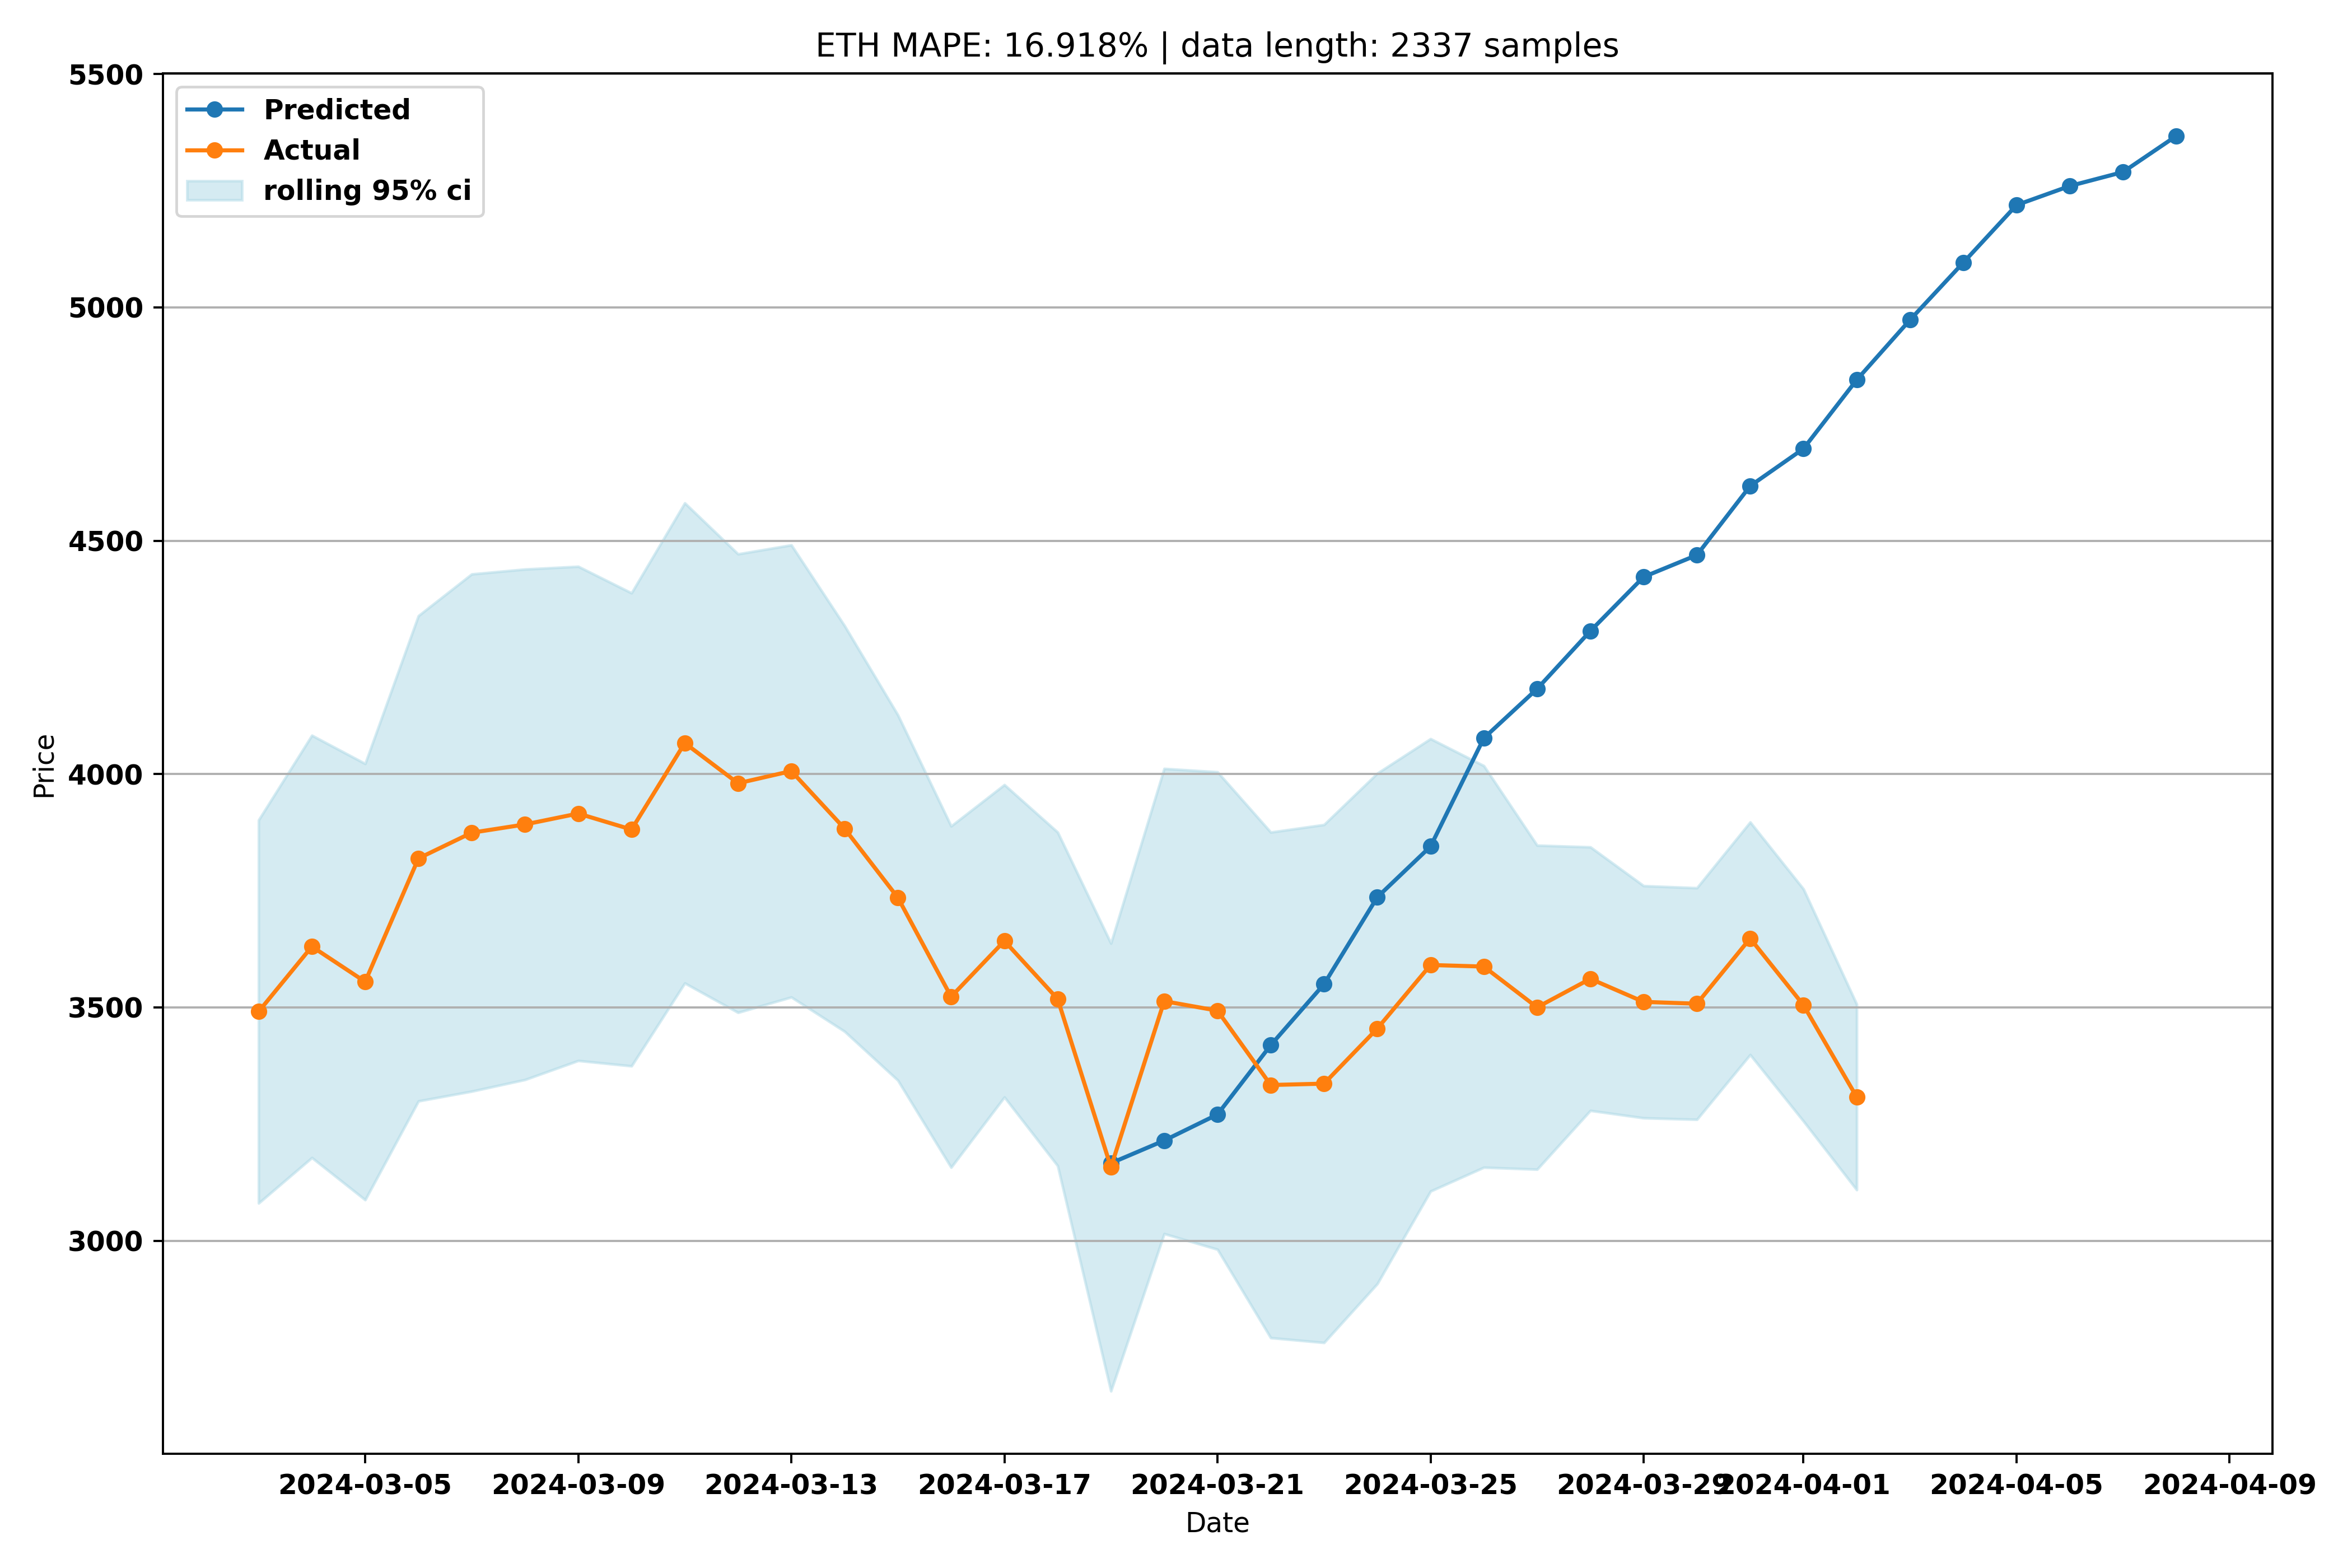 ETH MAPE: 16.918% | data length: 2337 samples
5500
5000
4500
4000
3500
3000
Price
Predicted
Actual
rolling 95% ci
2024-03-05
2024-03-09
2024-03-13
2024-03-17
2024-03-21
2024-03-25
2024-03-29
2024-04-01
2024-04-05
2024-04-09
Date